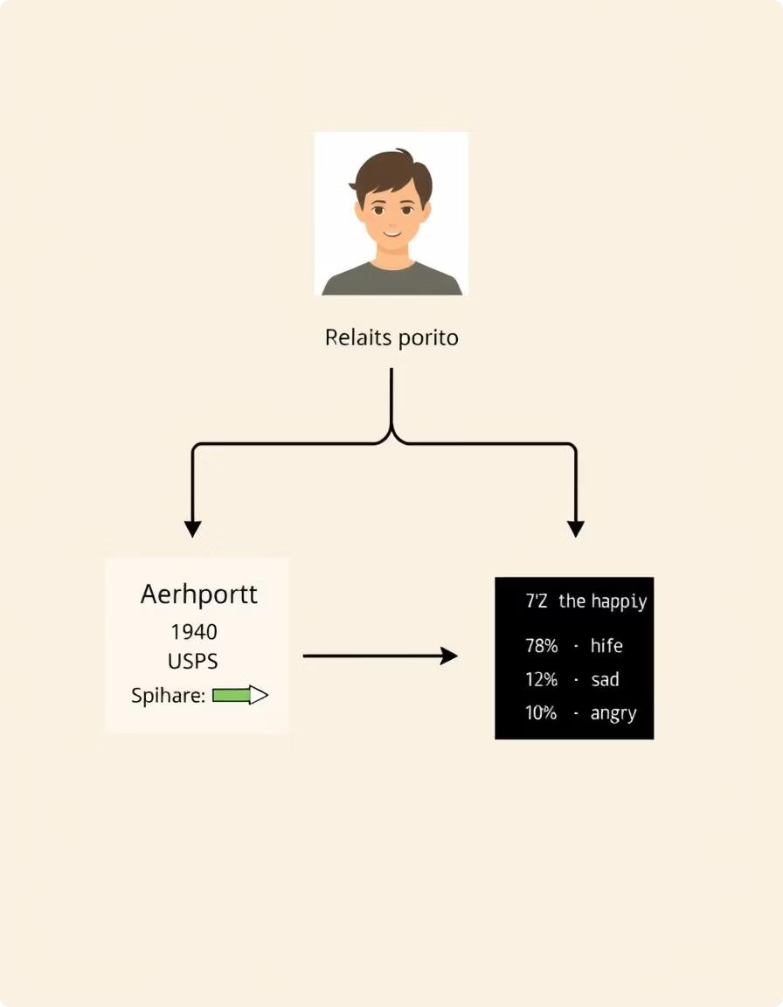 Relaits porito
Aerhportt
1940
USPS
Spihare:
7'Z the happiy
78% · hife
12% · sad
10% · angry